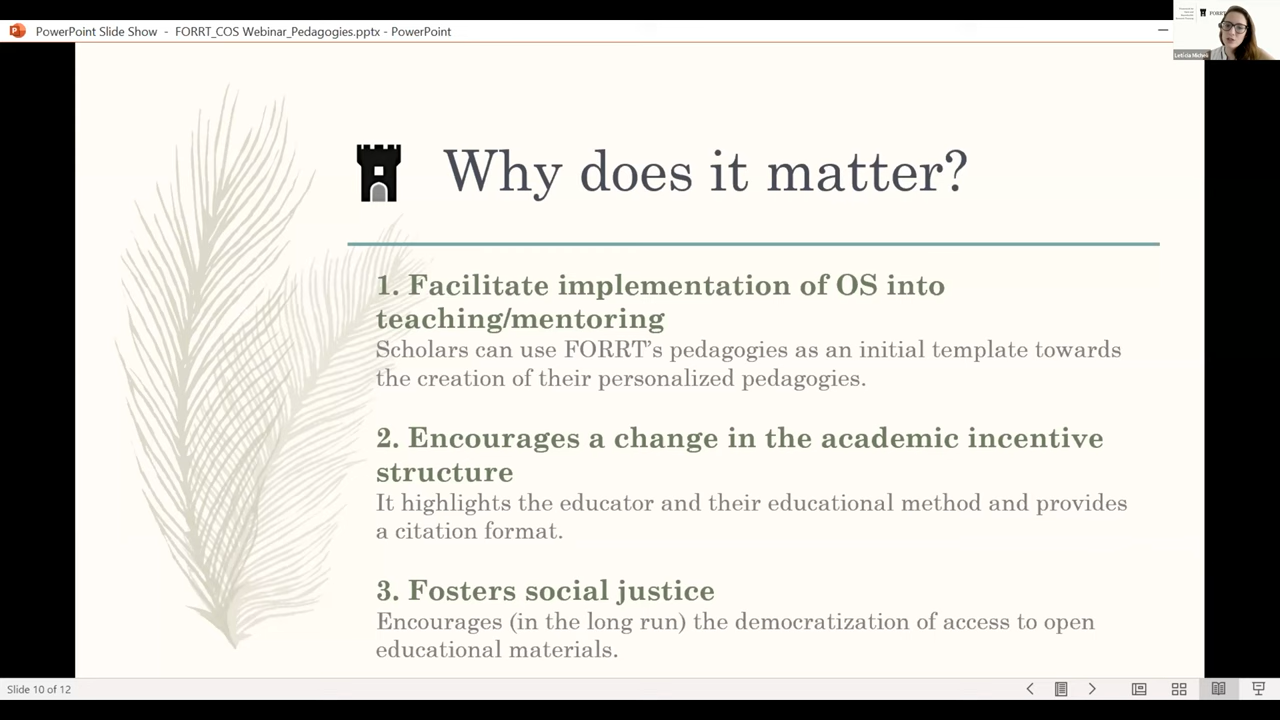 PowerPoint Slide Show - FORRT_COS Webinar_Pedagogies.pptx - PowerPoint
Why does it matter?
1. Facilitate implementation of OS into
teaching/mentoring
Scholars can use FORRT’s pedagogies as an initial template towards
the creation of their personalized pedagogies.
2. Encourages a change in the academic incentive
structure
It highlights the educator and their educational method and provides
a citation format.
3. Fosters social justice
Encourages (in the long run) the democratization of access to open
educational materials.
Slide 10 of 12